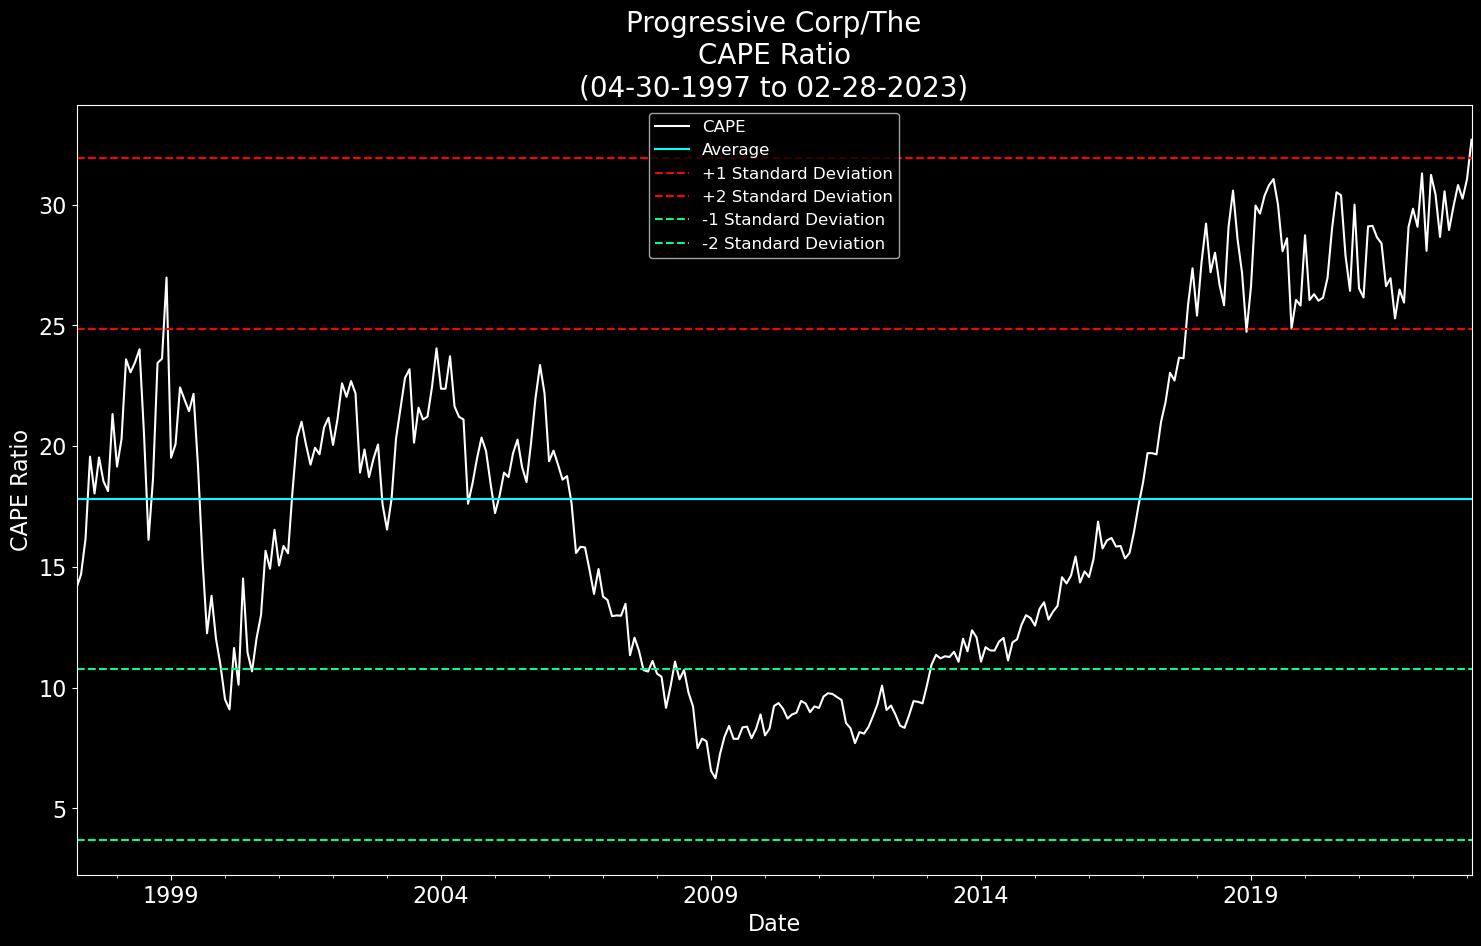 Progressive Corp/The
CAPE Ratio
(04-30-1997 to 02-28-2023)
CAPE
Average
+1 Standard Deviation
+2 Standard Deviation
-1 Standard Deviation
-2 Standard Deviation
CAPE Ratio
30
25
20
15
10
5
1999 2004 2009 2014 2019
Date